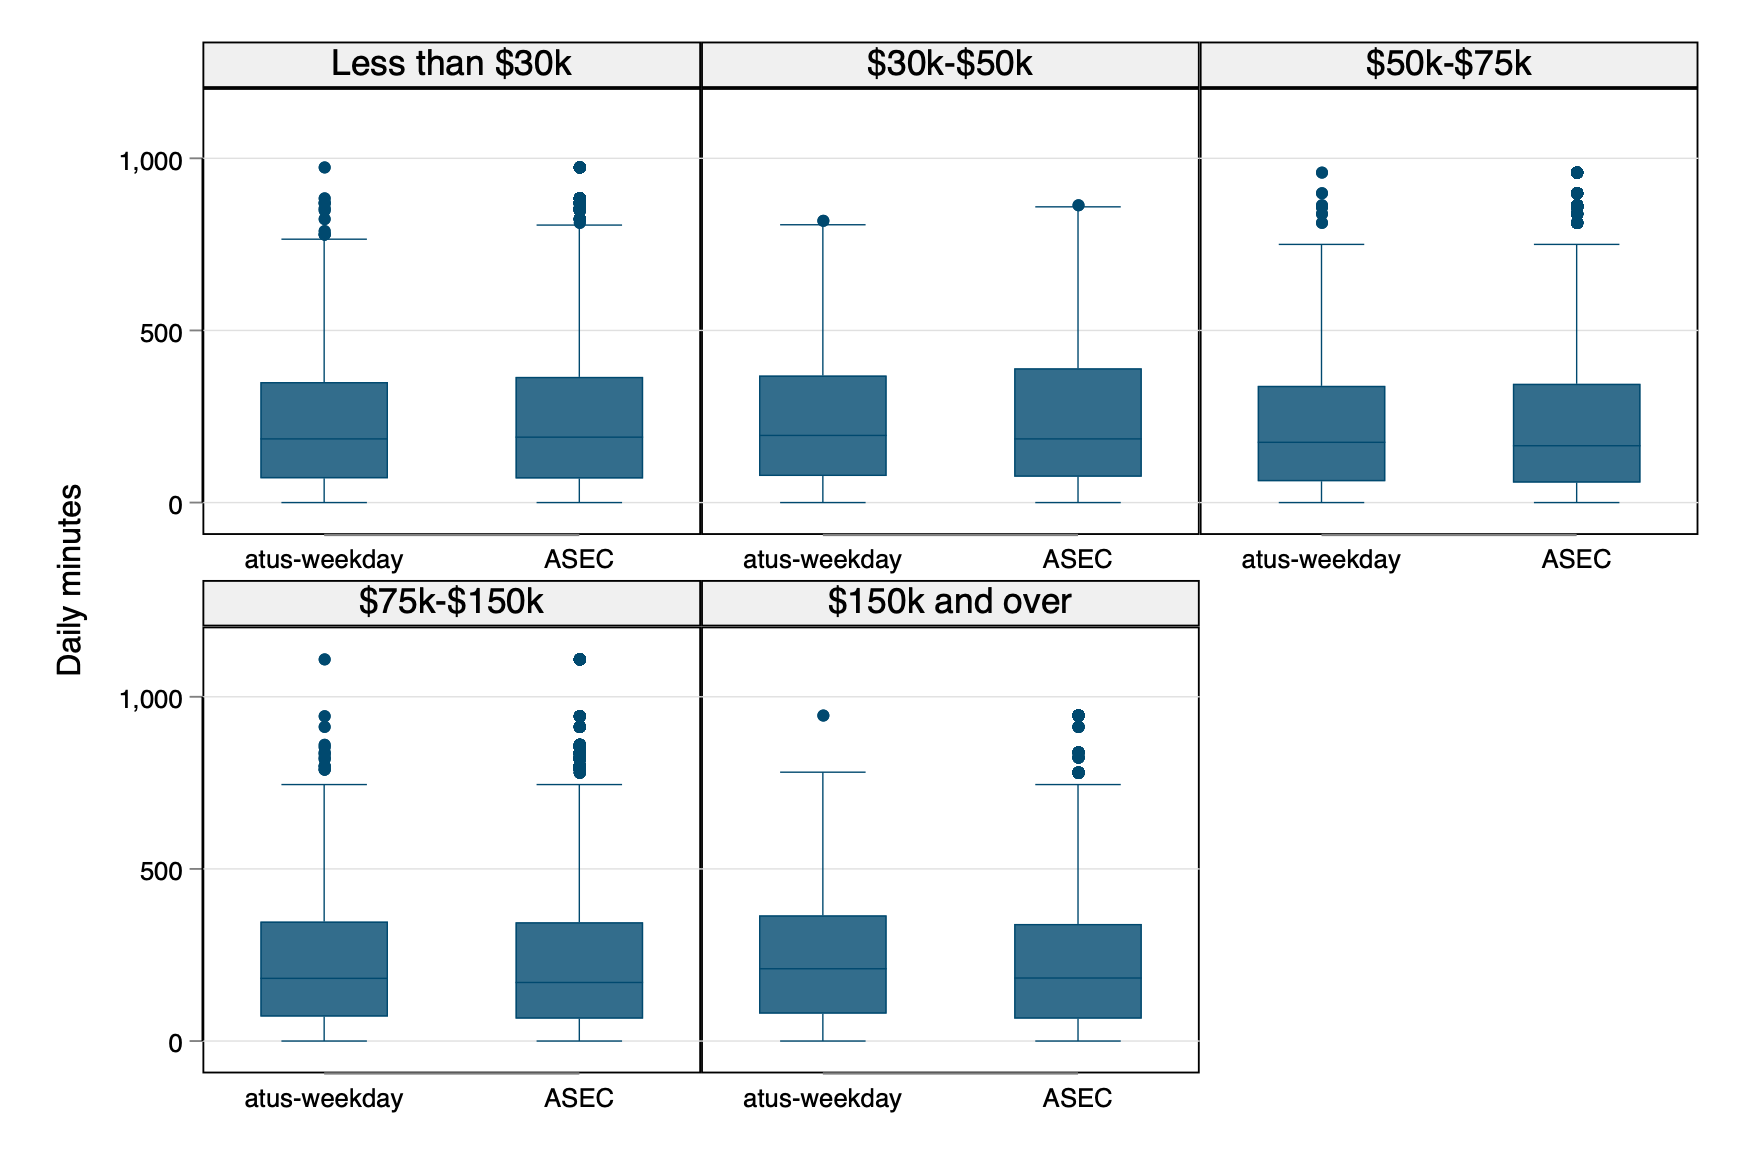 Less than $30k
$30k-$50k
$50k-$75k
1,000
500
0
atus-weekday
ASEC
atus-weekday
ASEC
atus-weekday
ASEC
Daily minutes
$75k-$150k
$150k and over
1,000
500
0
atus-weekday
ASEC
atus-weekday
ASEC